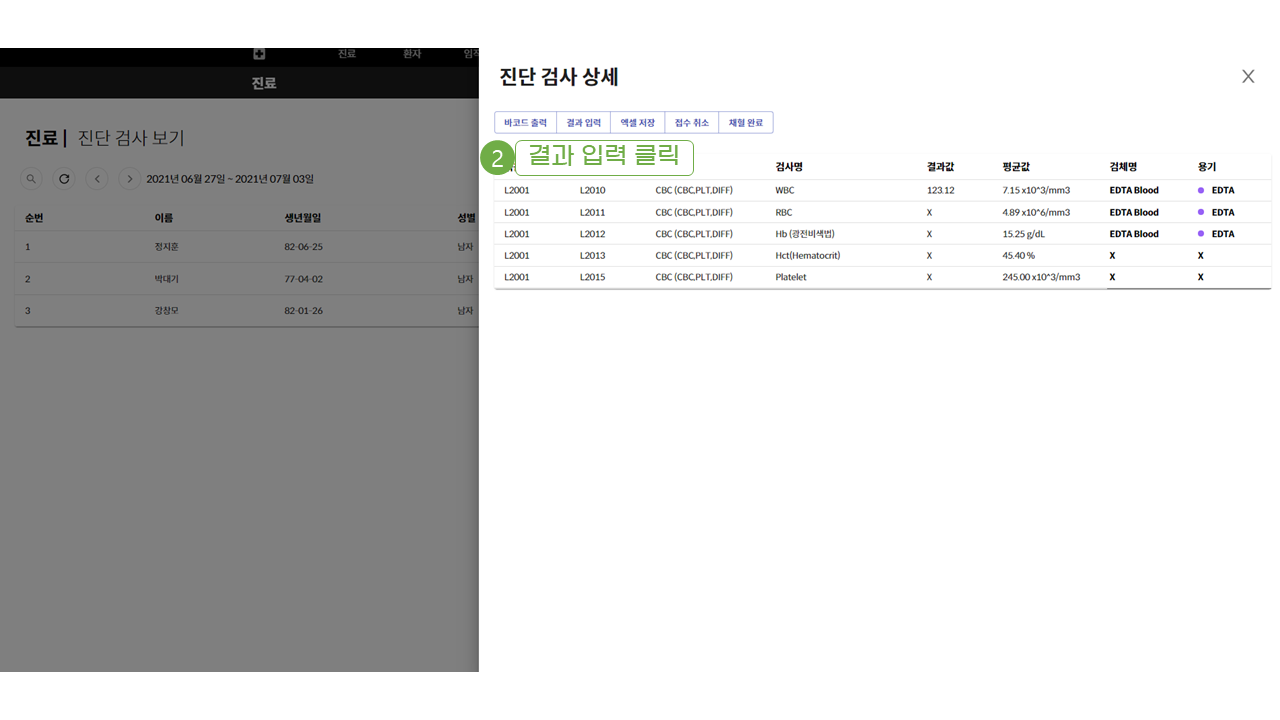 진료 환자 임직
진료
진료 | 진단 검사 보기
2021년 06월 27일 ~ 2021년 07월 03일
순번 이름 생년월일 성별
1 정지훈 82-06-25 남자
2 박대기 77-04-02 남자
3 강창모 82-01-26 남자
진단 검사 상세 X
바코드 출력 결과 입력 엑셀 저장 접수 취소 채혈 완료
2 결과 입력 클릭
검사명 결과값 평균값 검체명 용기
L2001 L2010 CBC (CBC,PLT,DIFF) WBC 123.12 7.15 x10^3/mm3 EDTA Blood EDTA
L2001 L2011 CBC (CBC,PLT,DIFF) RBC X 4.89 x10^6/mm3 EDTA Blood EDTA
L2001 L2012 CBC (CBC,PLT,DIFF) Hb (광전비색법) X 15.25 g/dL EDTA Blood EDTA
L2001 L2013 CBC (CBC,PLT,DIFF) Hct(Hematocrit) X 45.40 % X X
L2001 L2015 CBC (CBC,PLT,DIFF) Platelet X 245.00 x10^3/mm3 X X